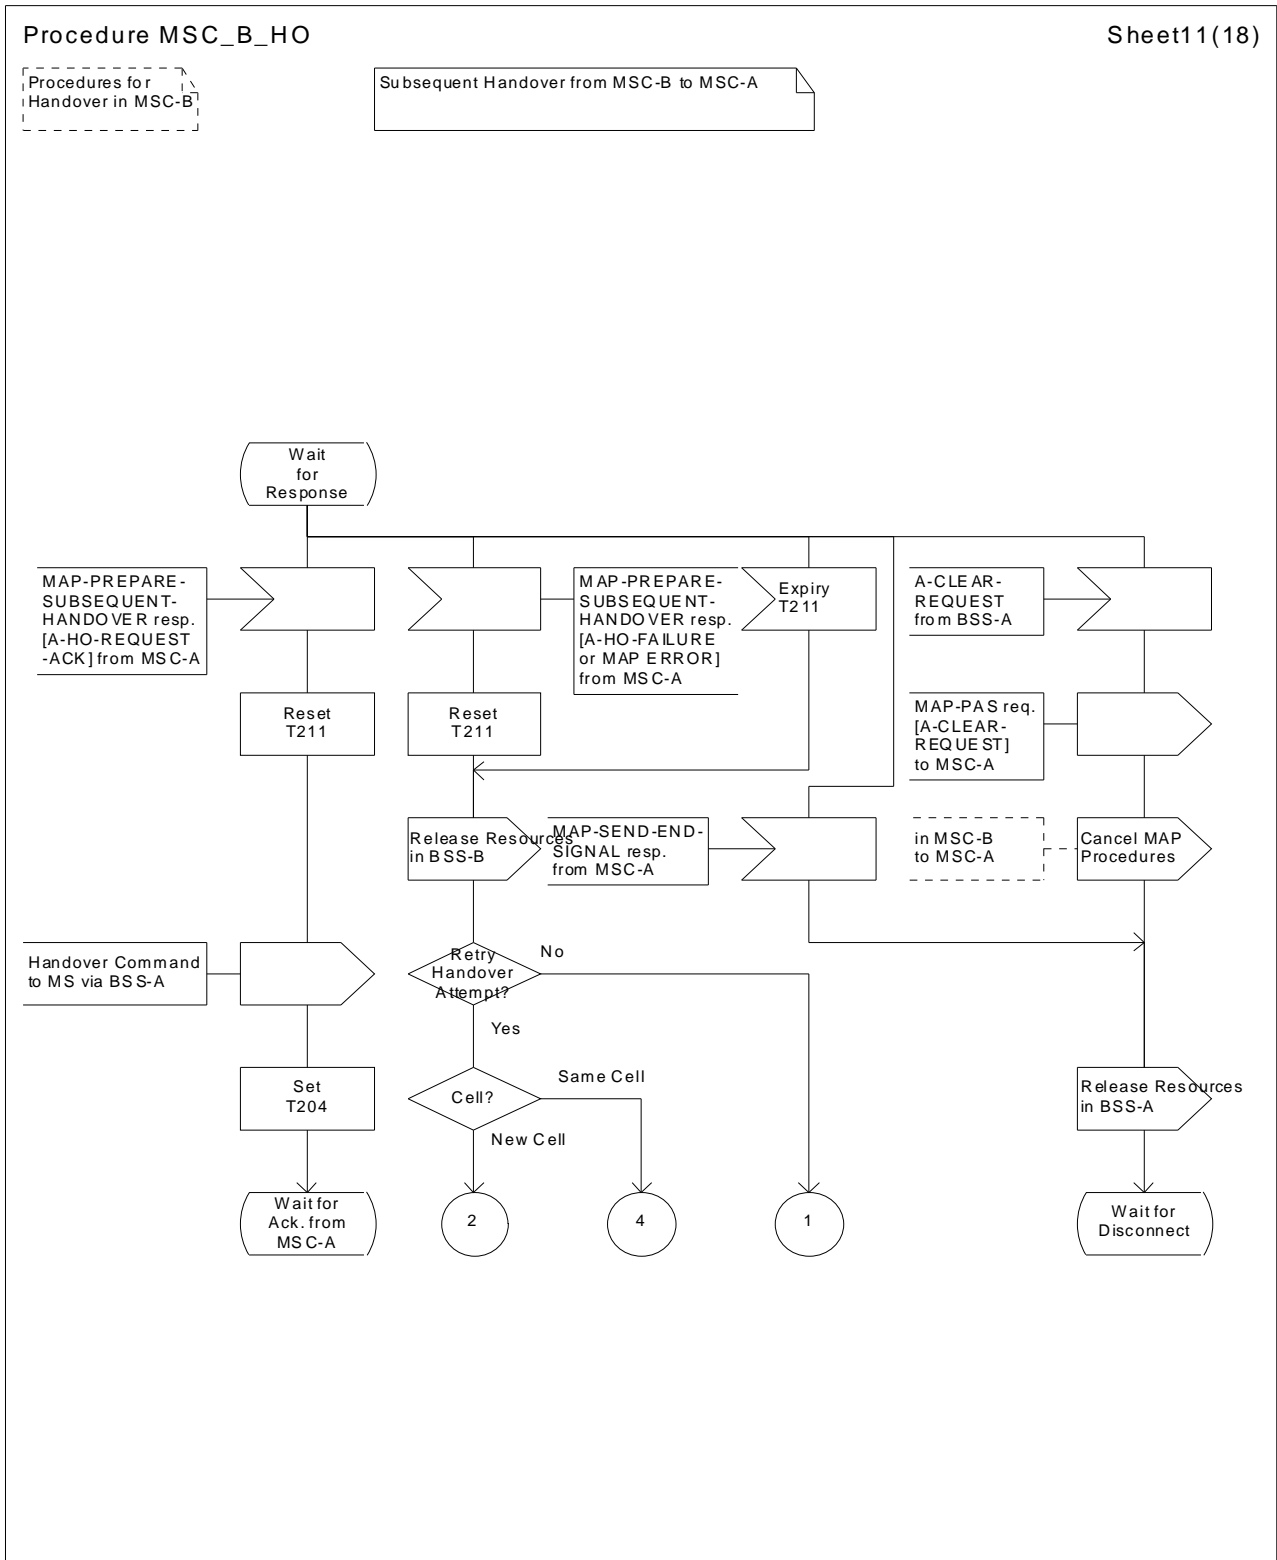 Procedure MSC_B_HO
Sheet11(18)
Procedures for
Handover in MSC-B
Subsequent Handover from MSC-B to MSC-A
Wait
for
Response
MAP-PREPARE-
SUBSEQUENT-
HANDOVER resp.
[A-HO-REQUEST
-ACK] from MSC-A
MAP-PREPARE-
SUBSEQUENT-
HANDOVER resp.
[A-HO-FAILURE
or MAP ERROR]
from MSC-A
Expiry
T211
A-CLEAR-
REQUEST
from BSS-A
Reset
T211
Reset
T211
MAP-PAS req.
[A-CLEAR-
REQUEST]
to MSC-A
Release Resources
in BSS-B
MAP-SEND-END-
SIGNAL resp.
from MSC-A
in MSC-B
to MSC-A
Cancel MAP
Procedures
Handover Command
to MS via BSS-A
Retry
Handover
Attempt?
No
Yes
Set
T204
Cell?
Same Cell
New Cell
Release Resources
in BSS-A
Wait for
Ack. from
MSC-A
2
4
1
Wait for
Disconnect